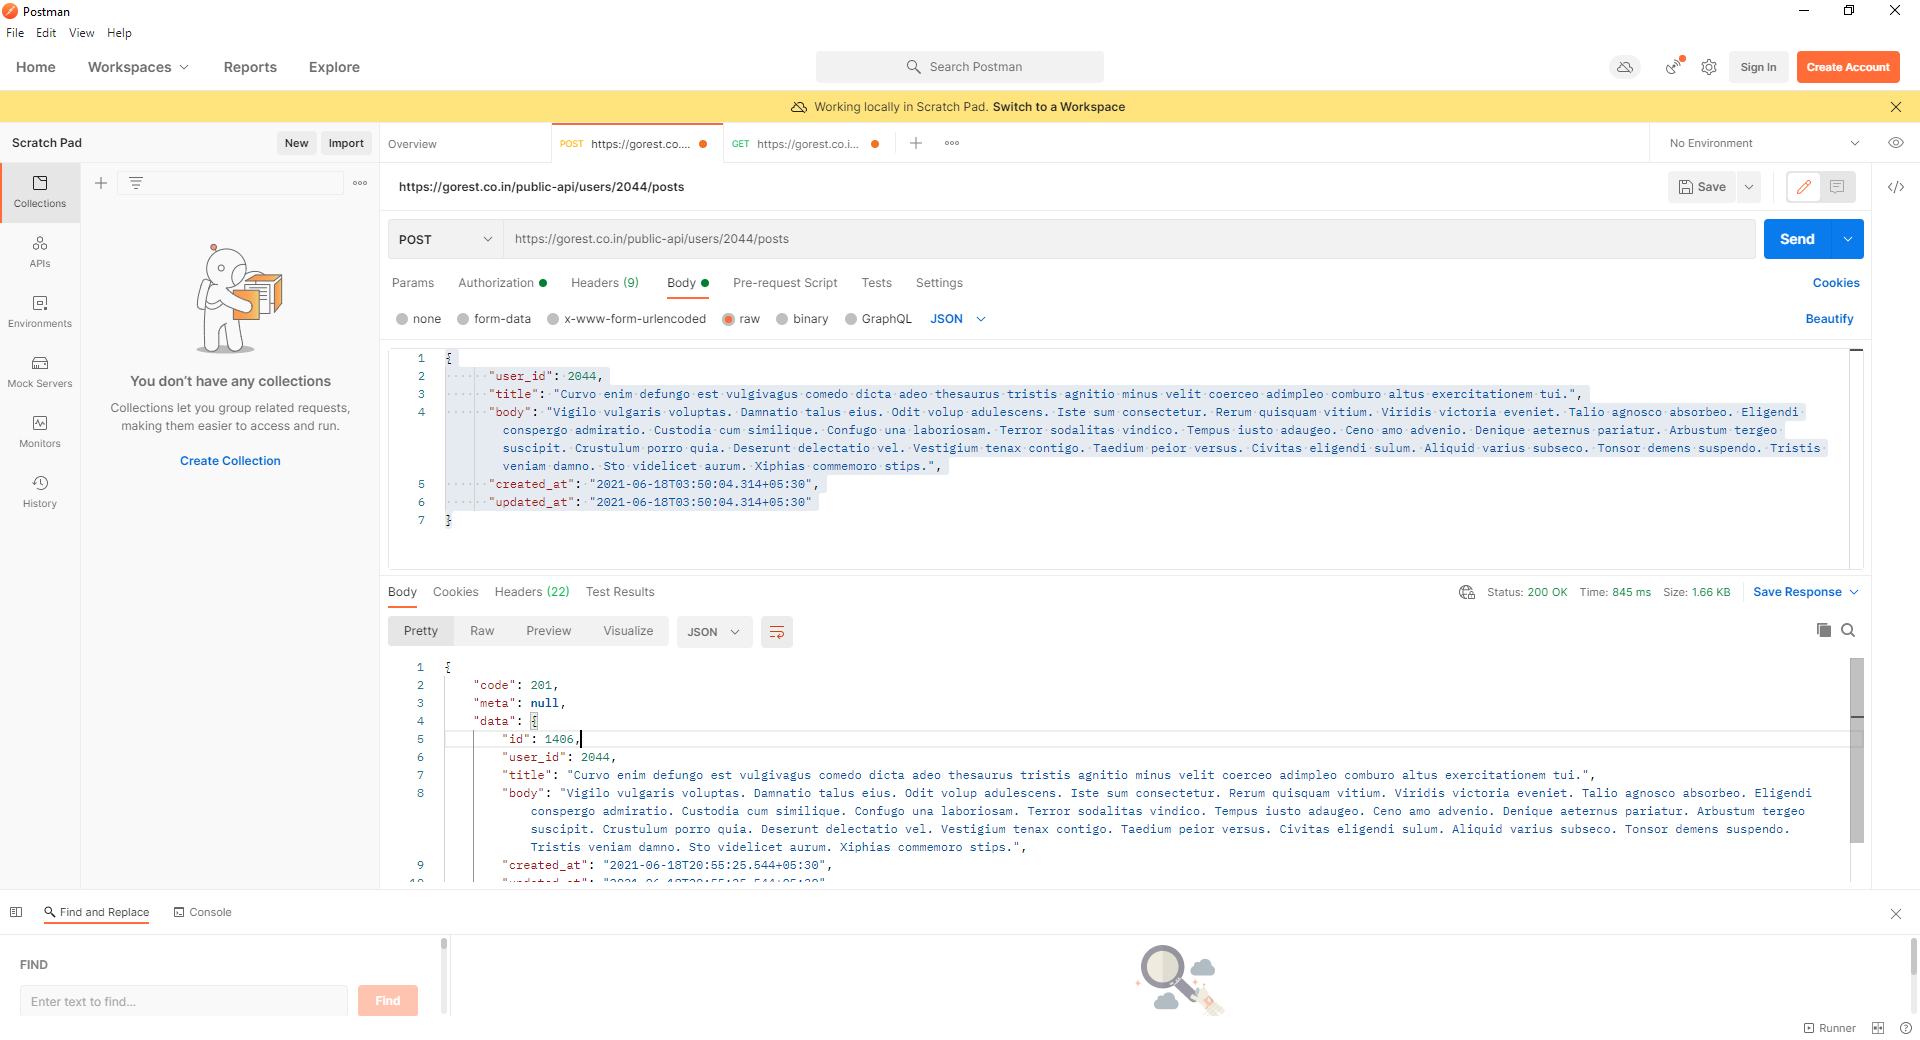 Postman
File Edit View Help
Home Workspaces Reports Explore Search Postman Sign In Create Account
Working locally in Scratch Pad. Switch to a Workspace
Scratch Pad New Import Overview POST https://gorest.co.... GET https://gorest.co.i... No Environment
https://gorest.co.in/public-api/users/2044/posts Save
Collections
APIs
Environments
Mock Servers
Monitors
History
You don't have any collections
Collections let you group related requests,
making them easier to access and run.
Create Collection
POST https://gorest.co.in/public-api/users/2044/posts Send
Params Authorization Headers (9) Body Pre-request Script Tests Settings Cookies
none form-data x-www-form-urlencoded raw binary GraphQL JSON Beautify
1 {
2 "user_id": 2044,
3 "title": "Curvo enim defungo est vulgivagus comedo dicta adeo thesaurus tristis agnitio minus velit coerceo adimpleo comburo altus exercitationem tui.",
4 "body": "Vigilo vulgaris voluptas. Damnatio talus eius. Odit volup adulescens. Iste sum consectetur. Rerum quisquam vitium. Viridis victoria eveniet. Talio agnosco absorbeo. Eligendi
conspergo admiratio. Custodia cum similique. Confugo una laboriosam. Terror sodalitas vindico. Tempus iusto adaugeo. Ceno amo advenio. Denique aeternus pariatur. Arbustum tergeo
suscipit. Crustulum porro quia. Deserunt delectatio vel. Vestigium tenax contigo. Taedium peior versus. Civitas eligendi sulum. Aliquid varius subseco. Tonsor demens suspendo. Tristis
veniam damno. Sto videlicet aurum. Xiphias commemoro stips.",
5 "created_at": "2021-06-18T03:50:04.314+05:30",
6 "updated_at": "2021-06-18T03:50:04.314+05:30"
7 }
Body Cookies Headers (22) Test Results Status: 200 OK Time: 845 ms Size: 1.66 KB Save Response
Pretty Raw Preview Visualize JSON
1 {
2 "code": 201,
3 "meta": null,
4 "data": {
5 "id": 1406,
6 "user_id": 2044,
7 "title": "Curvo enim defungo est vulgivagus comedo dicta adeo thesaurus tristis agnitio minus velit coerceo adimpleo comburo altus exercitationem tui.",
8 "body": "Vigilo vulgaris voluptas. Damnatio talus eius. Odit volup adulescens. Iste sum consectetur. Rerum quisquam vitium. Viridis victoria eveniet. Talio agnosco absorbeo. Eligendi
conspergo admiratio. Custodia cum similique. Confugo una laboriosam. Terror sodalitas vindico. Tempus iusto adaugeo. Ceno amo advenio. Denique aeternus pariatur. Arbustum tergeo
suscipit. Crustulum porro quia. Deserunt delectatio vel. Vestigium tenax contigo. Taedium peior versus. Civitas eligendi sulum. Aliquid varius subseco. Tonsor demens suspendo.
Tristis veniam damno. Sto videlicet aurum. Xiphias commemoro stips.",
9 "created_at": "2021-06-18T20:55:25.544+05:30",
10 "updated_at": "2021-06-18T20:55:25.544+05:30"
Find and Replace Console
FIND
Enter text to find... Find
Runner